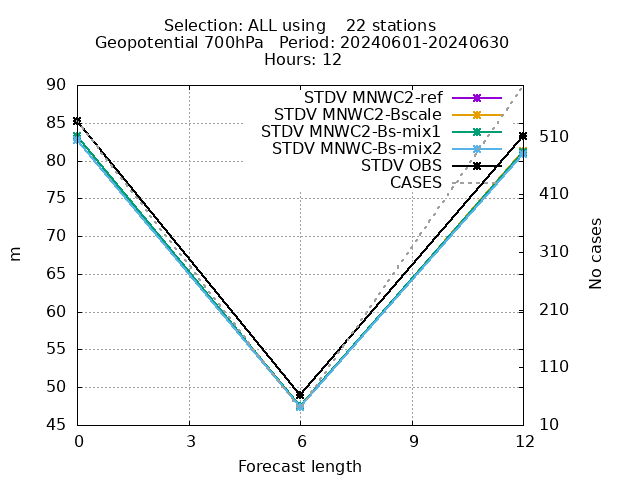 Selection: ALL using    22 stations
Geopotential 700hPa   Period: 20240601-20240630
Hours: 12
STDV MNWC2-ref
STDV MNWC2-Bscale
STDV MNWC2-Bs-mix1
STDV MNWC-Bs-mix2
STDV OBS
CASES
90
85
80
75
70
65
60
55
50
45
m
510
410
310
210
110
10
No cases
0 3 6 9 12
Forecast length